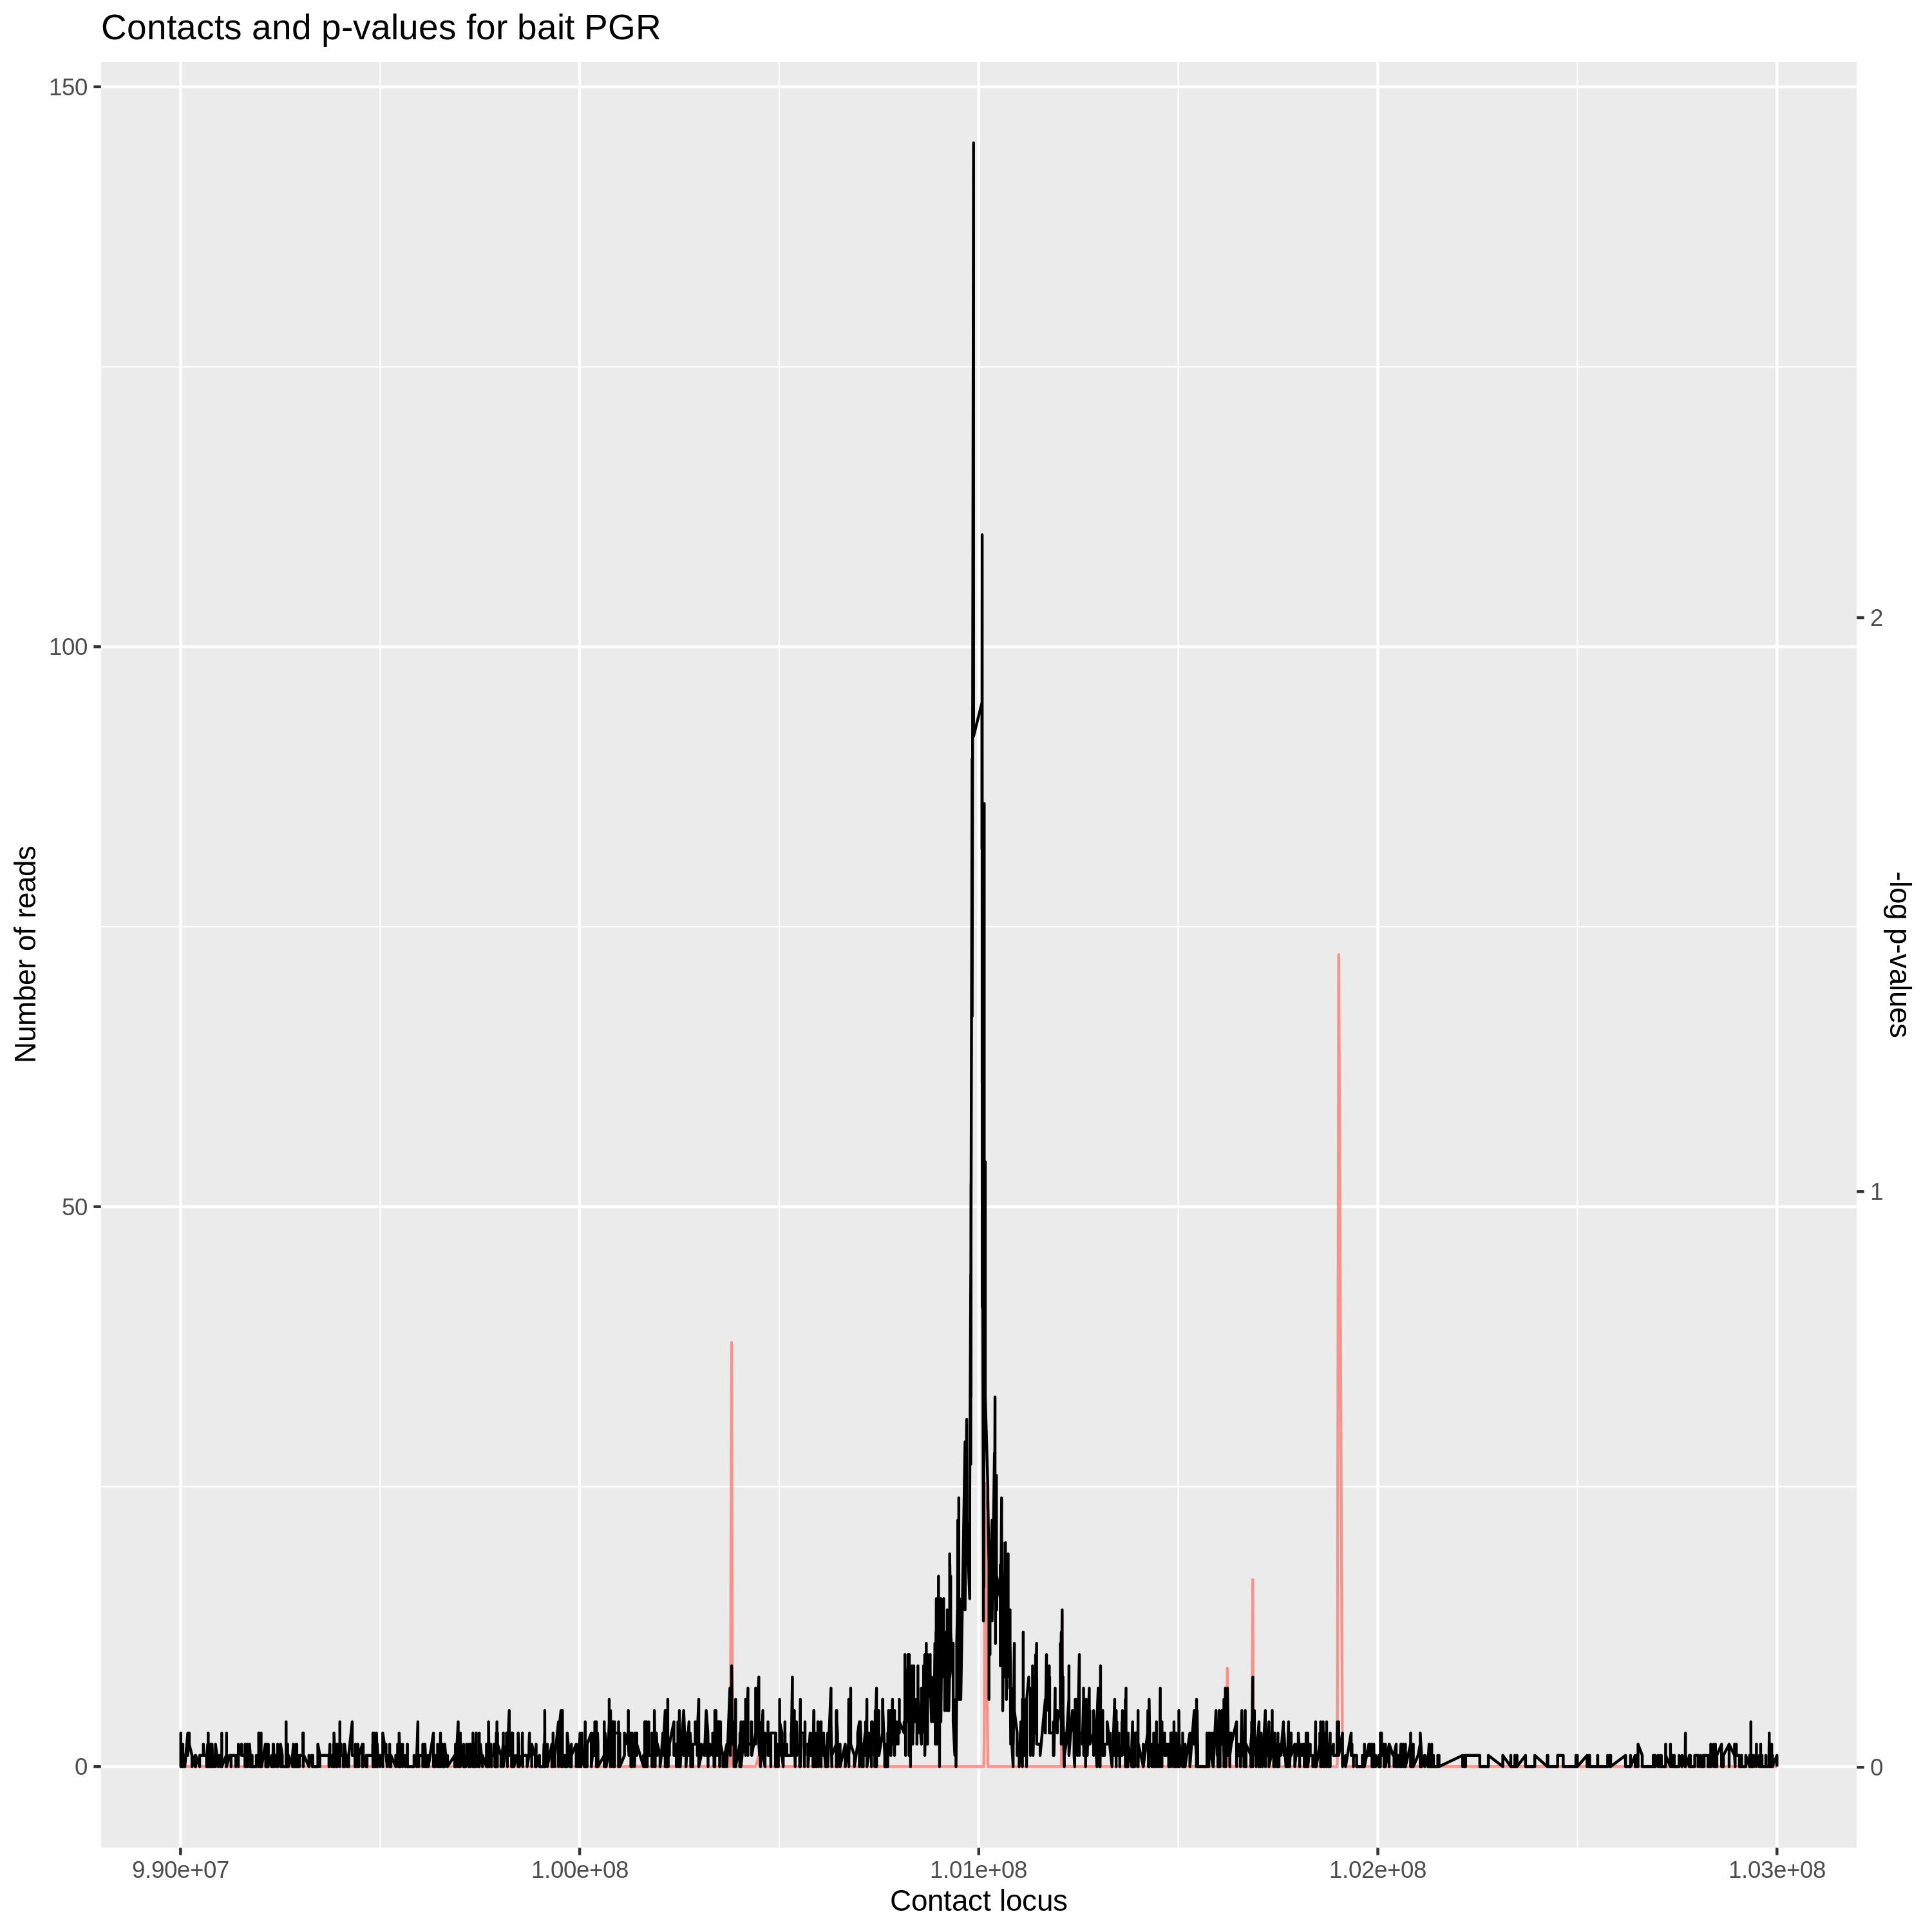 Contacts and p-values for bait PGR
150
100
50
0
Number of reads
2
1
0
-log p-values
9.90e+07
1.00e+08
1.01e+08
1.02e+08
1.03e+08
Contact locus